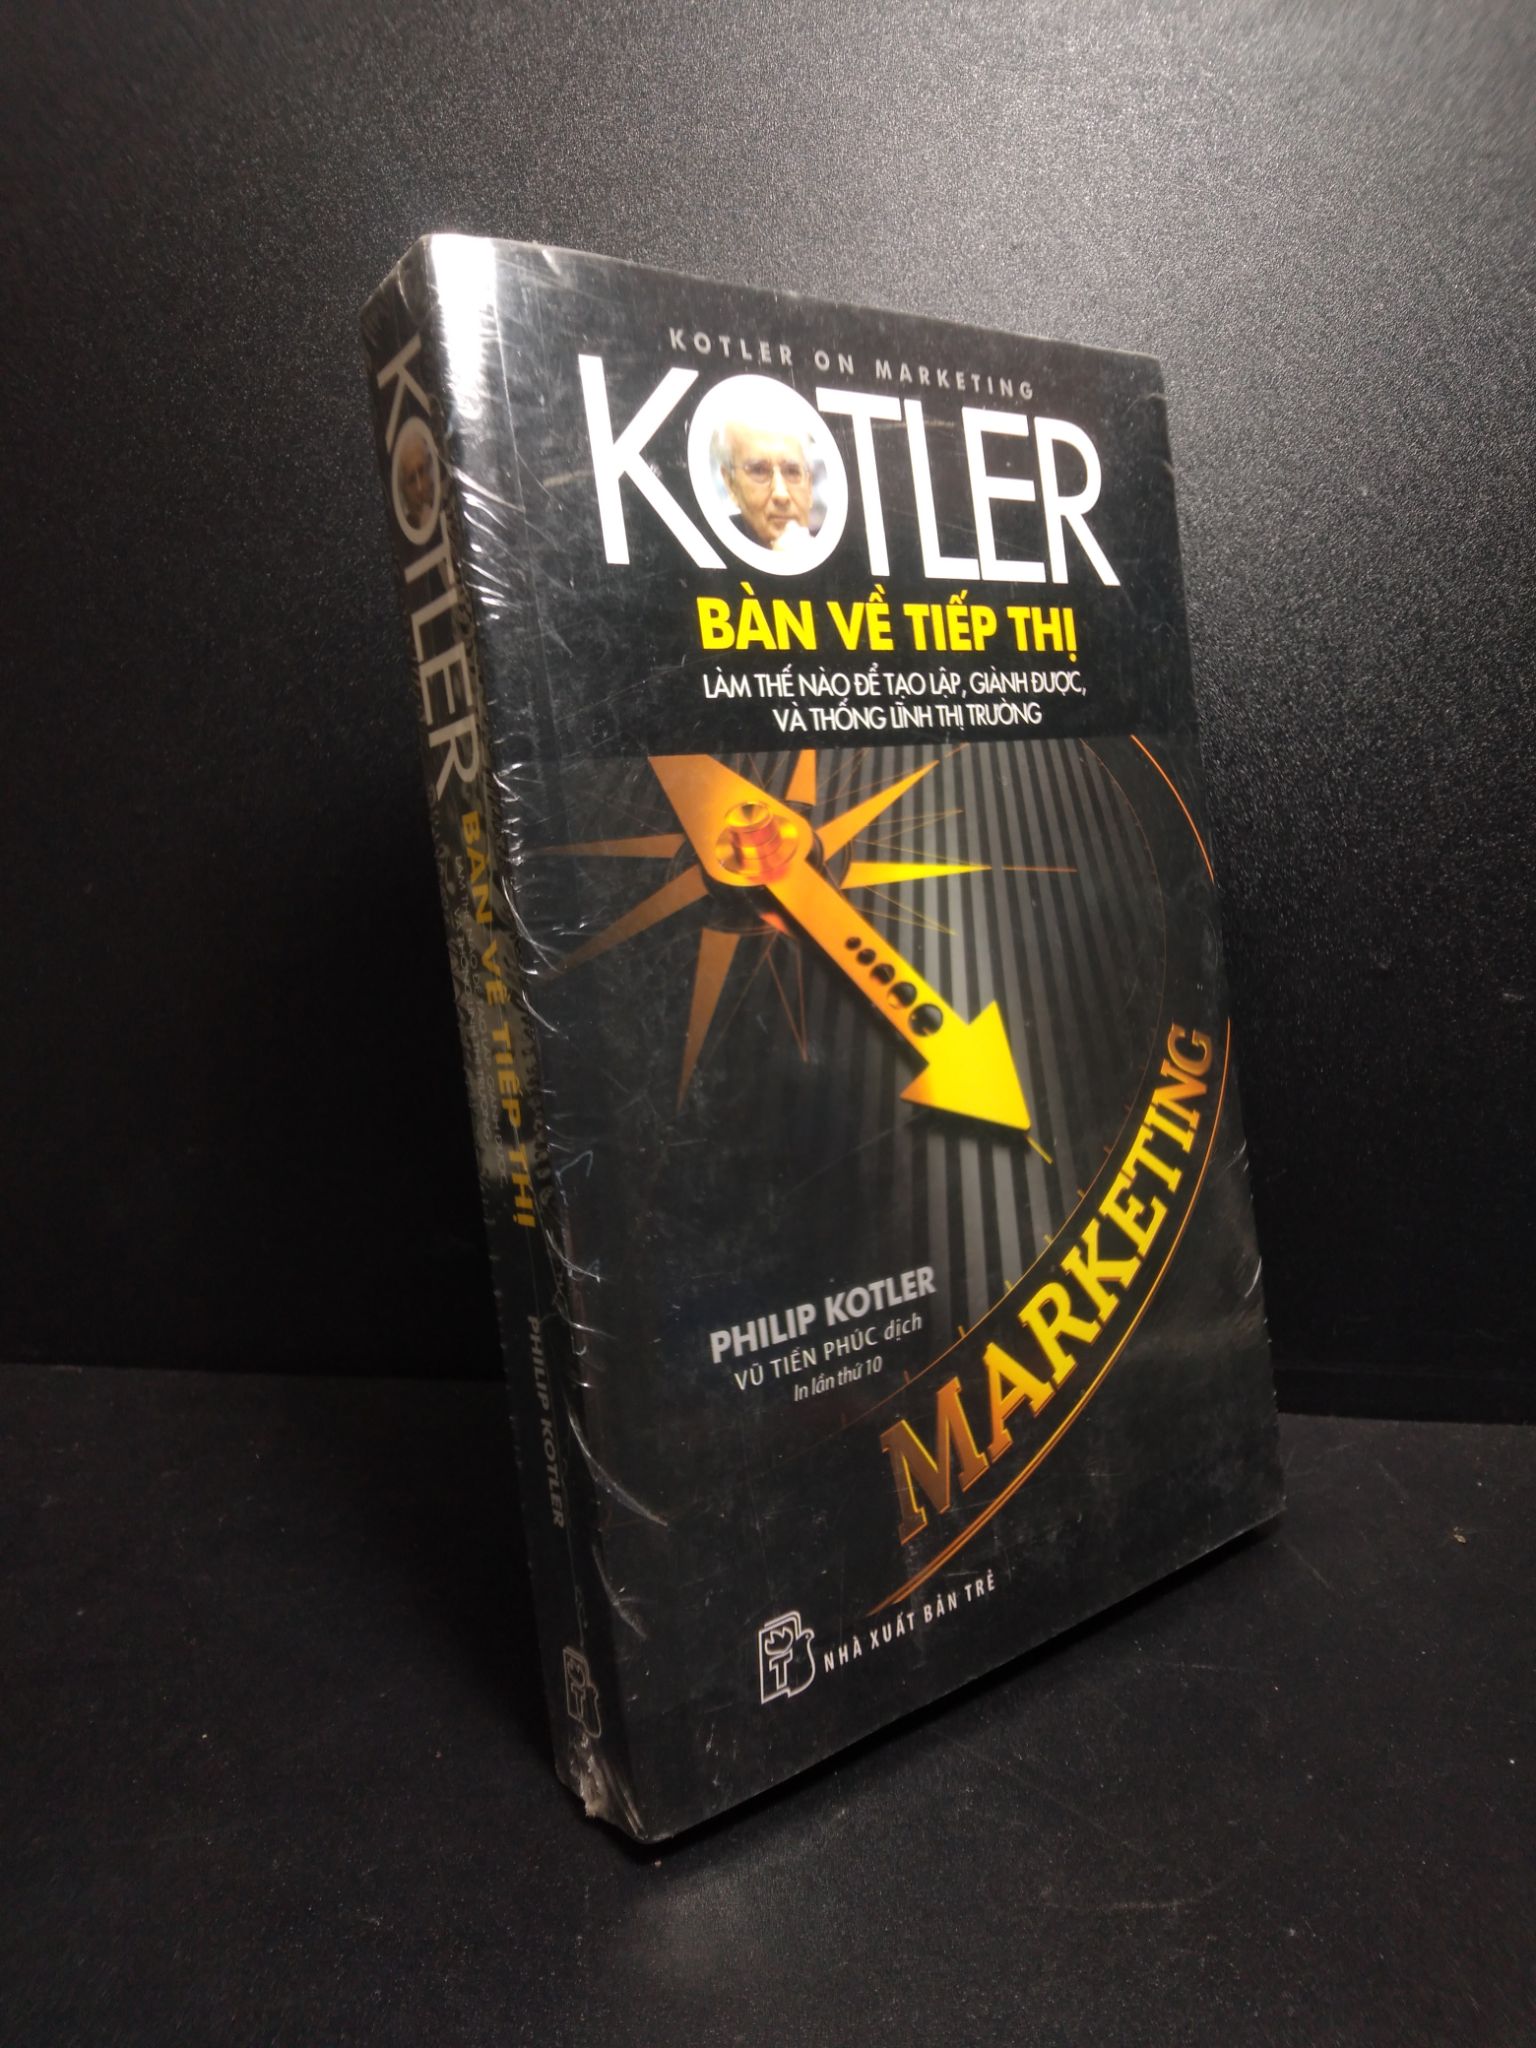 KOTLER ON MARKETING
KOTLER
BÀN VỀ TIẾP THỊ
LÀM THẾ NÀO ĐỂ TẠO LẬP, GIÀNH ĐƯỢC,
VÀ THỐNG LĨNH THỊ TRƯỜNG
MARKETING
PHILIP KOTLER
VŨ TIẾN PHÚC dịch
In lần thứ 10
NHÀ XUẤT BẢN TRẺ
KOTLER
BÀN VỀ TIẾP THỊ
PHILIP KOTLER